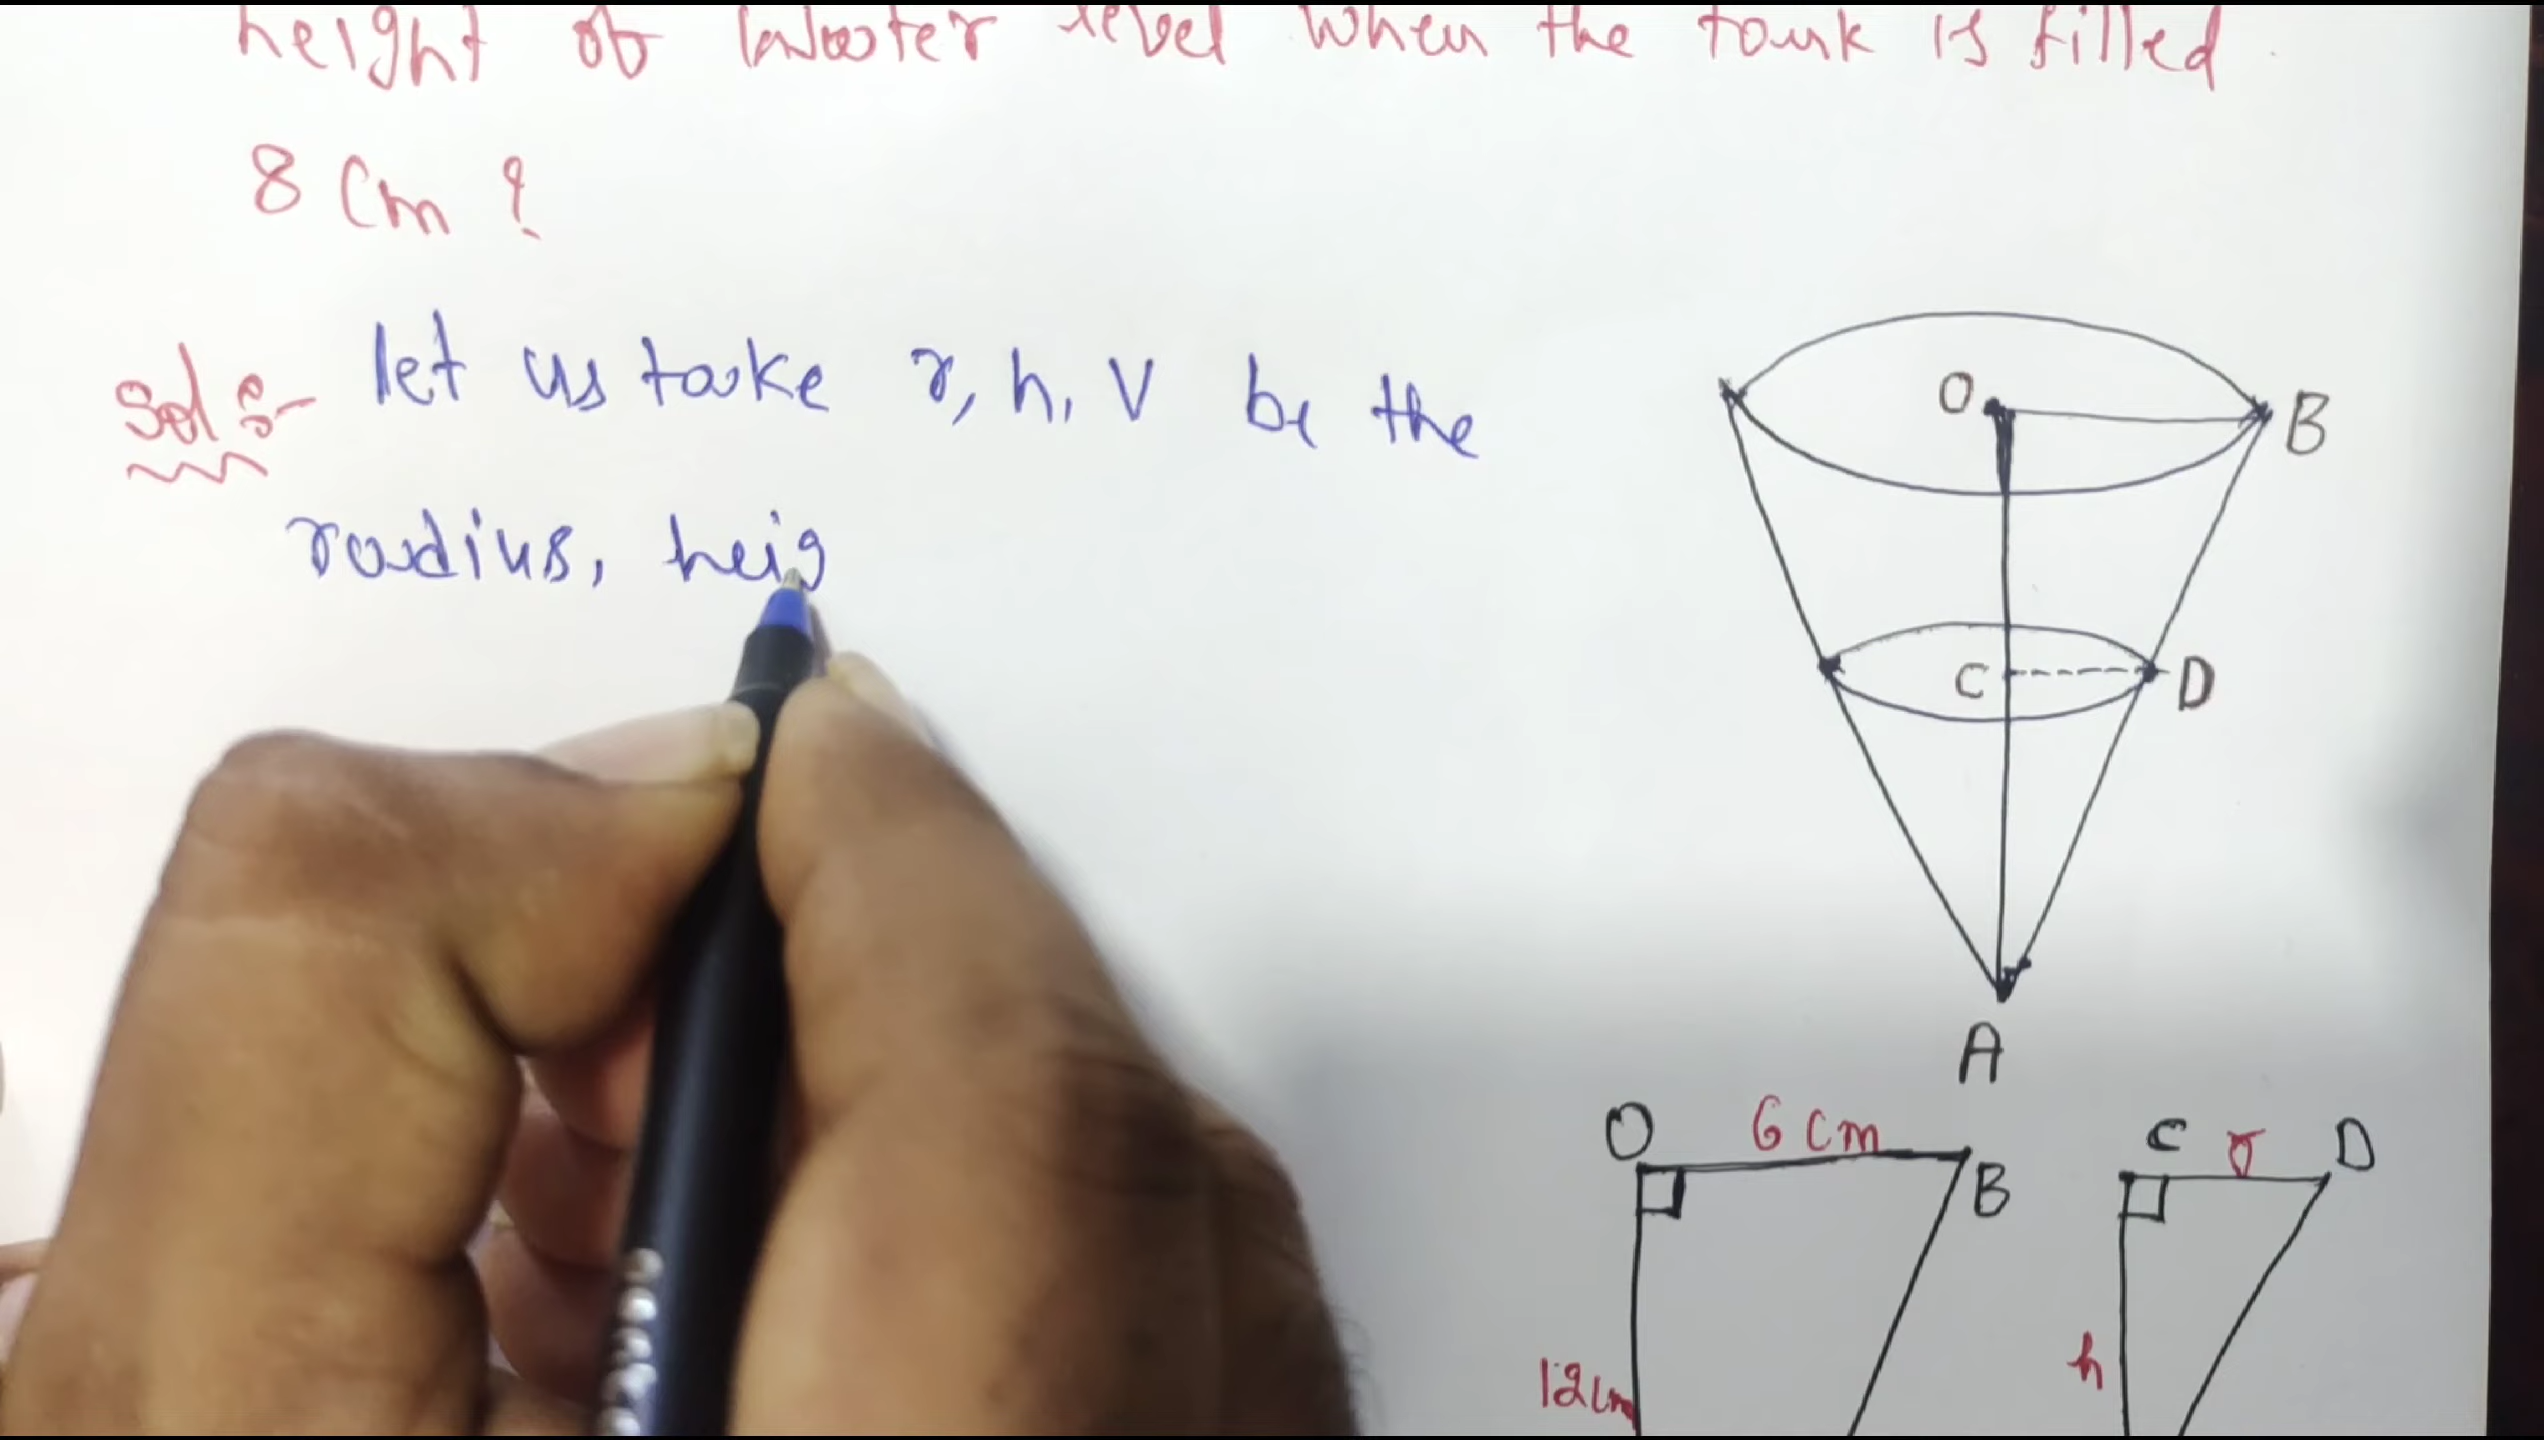 height of water level when the tank is filled
8 Cm ?
Sol :- let us take r, h, V be the
radius, heig
O
B
C
D
A
O 6 cm B
C r D
12cm
h